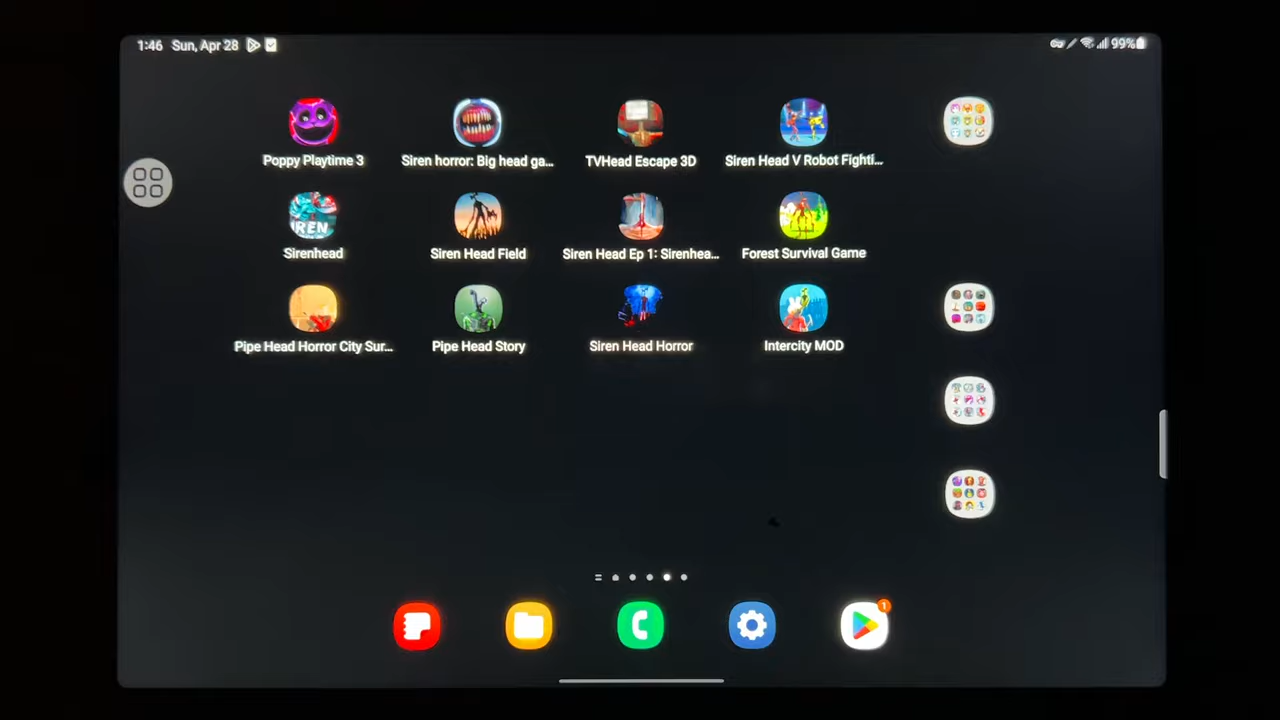 1:46 Sun, Apr 28
99%
Poppy Playtime 3
Siren horror: Big head ga...
TVHead Escape 3D
Siren Head V Robot Fighti...
IREN
Sirenhead
Siren Head Field
Siren Head Ep 1: Sirenhea...
Forest Survival Game
Pipe Head Horror City Sur...
Pipe Head Story
Siren Head Horror
Intercity MOD
1